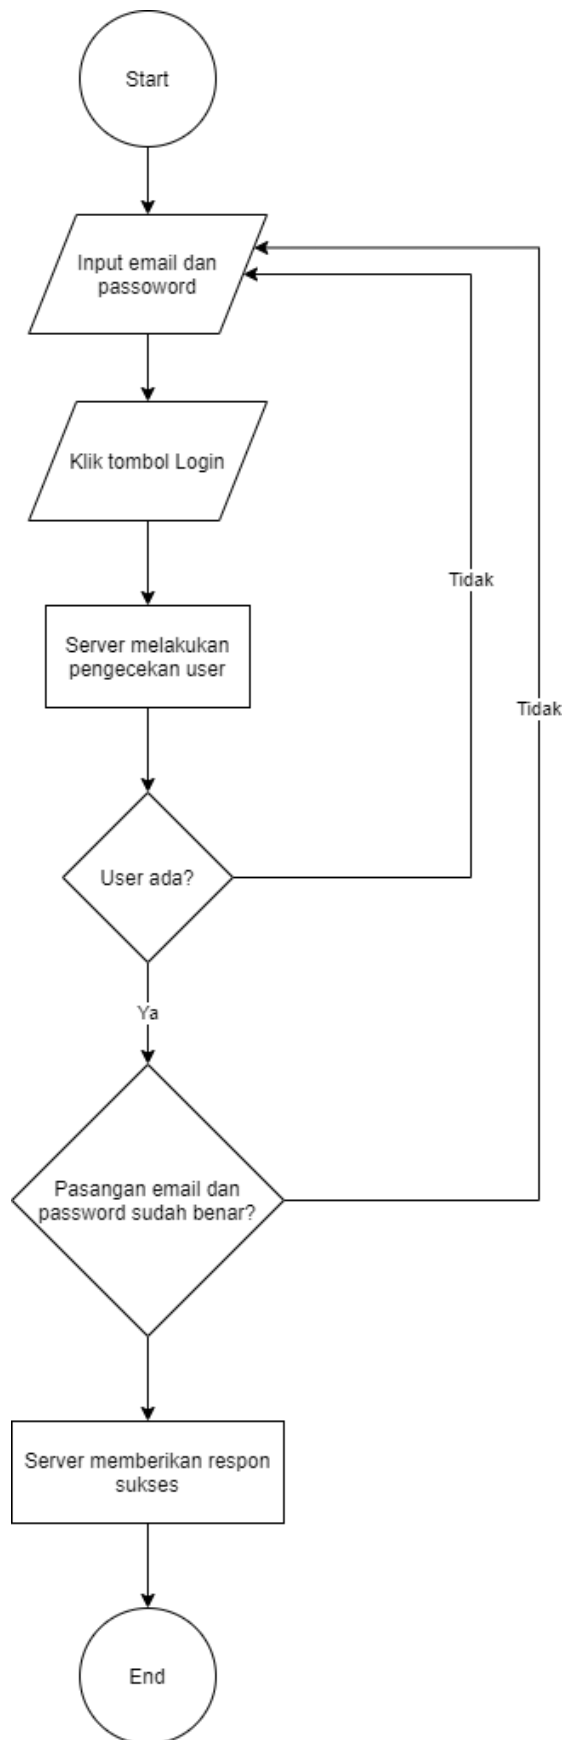 Start
Input email dan
passoword
Klik tombol Login
Tidak
Server melakukan
pengecekan user
Tidak
User ada?
Ya
Pasangan email dan
password sudah benar?
Server memberikan respon
sukses
End